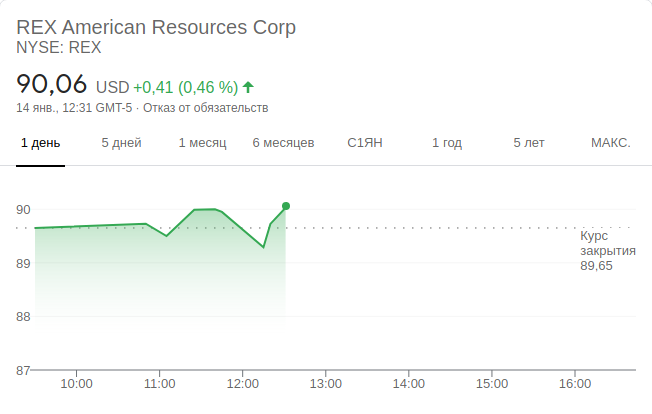 REX American Resources Corp
NYSE: REX
90,06 USD +0,41 (0,46 %)
14 янв., 12:31 GMT-5 · Отказ от обязательств
1 день 5 дней 1 месяц 6 месяцев С1ЯН 1 год 5 лет МАКС.
90
Курс
закрытия
89,65
89
88
87
10:00 11:00 12:00 13:00 14:00 15:00 16:00